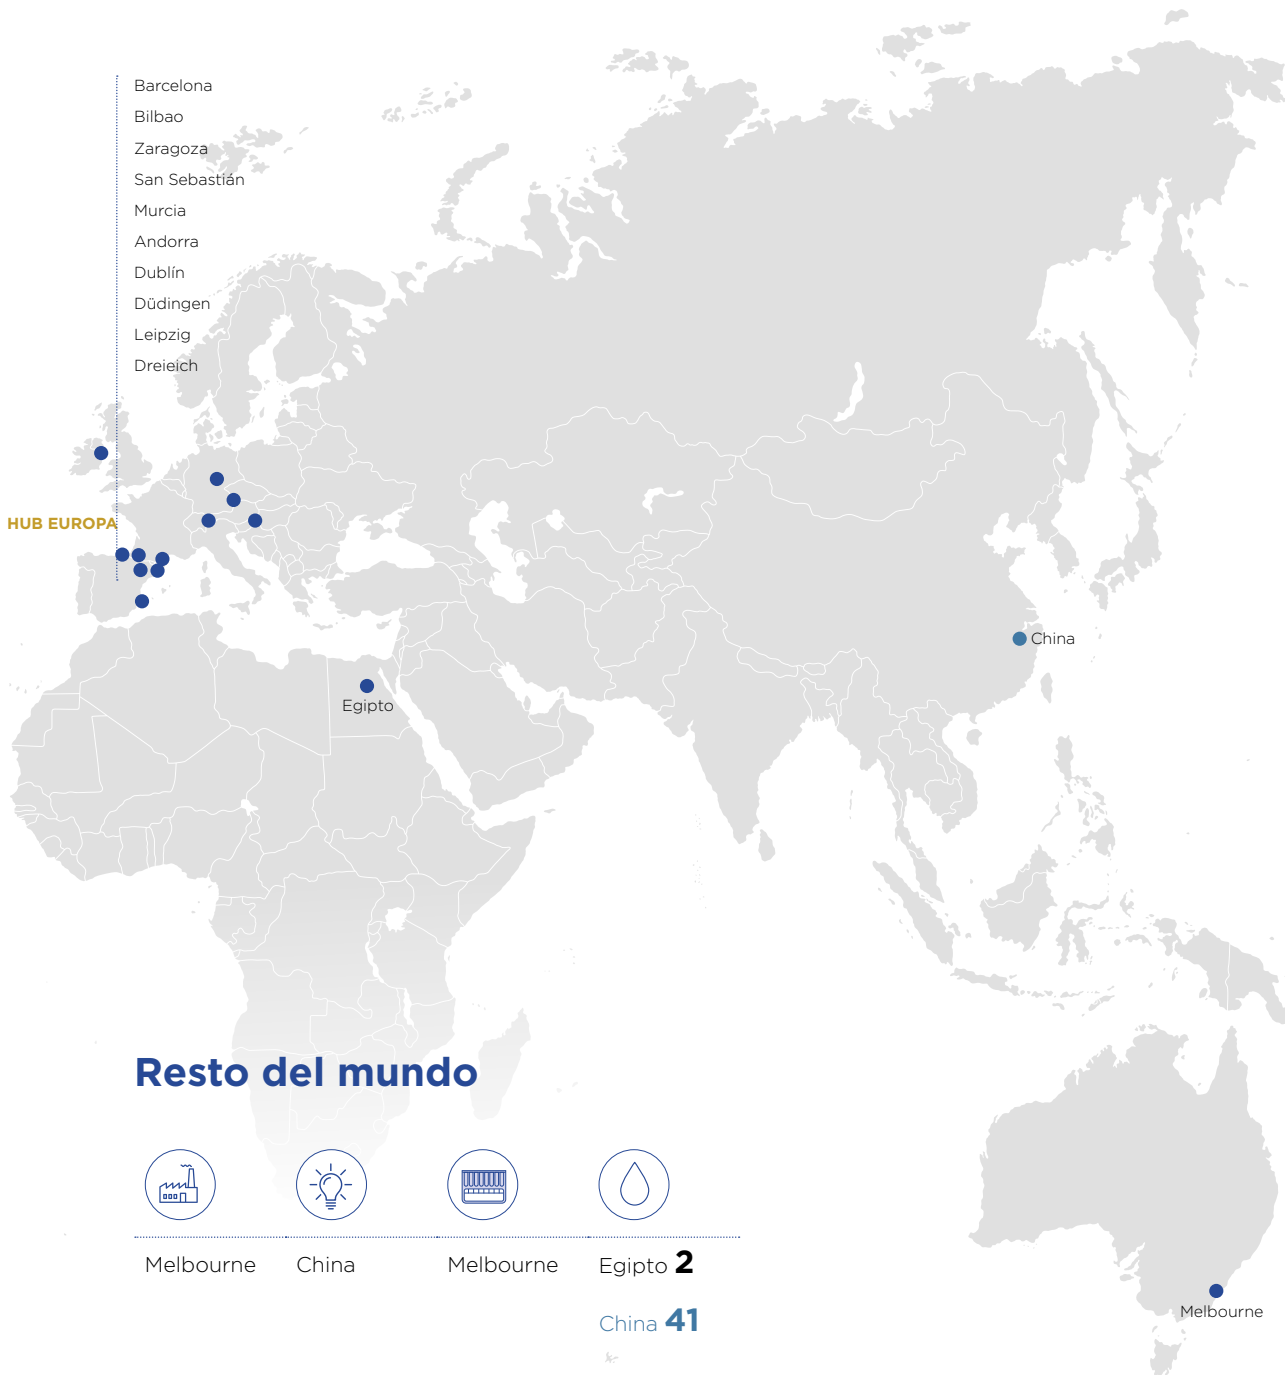 Barcelona
Bilbao
Zaragoza
San Sebastián
Murcia
Andorra
Dublín
Düdingen
Leipzig
Dreieich
HUB EUROPA
China
Egipto
Resto del mundo
Melbourne
China
Melbourne
Egipto 2
China 41
Melbourne